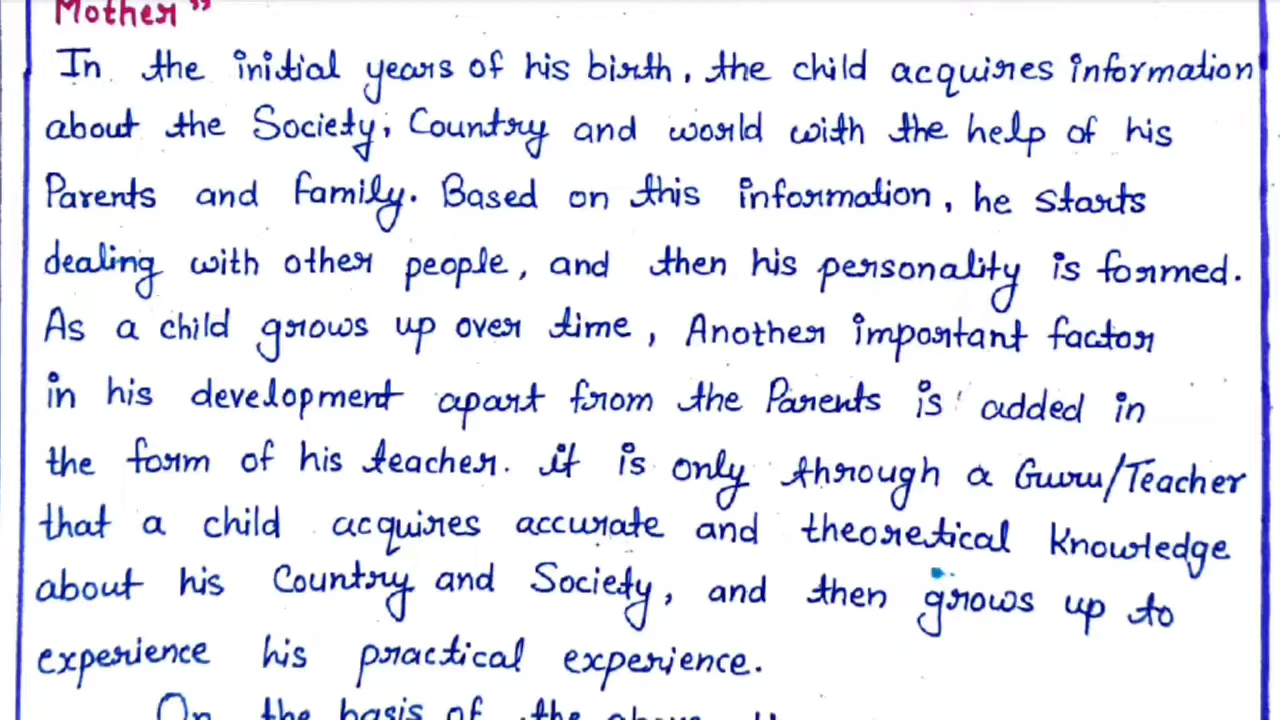 Mother"
In the initial years of his birth, the child acquires information
about the Society, Country and world with the help of his
Parents and family. Based on this information, he starts
dealing with other people, and then his personality is formed.
As a child grows up over time, Another important factor
in his development apart from the Parents is added in
the form of his teacher. it is only through a Guru/Teacher
that a child acquires accurate and theoretical knowledge
about his Country and Society, and then grows up to
experience his practical experience.
On the basis of the above